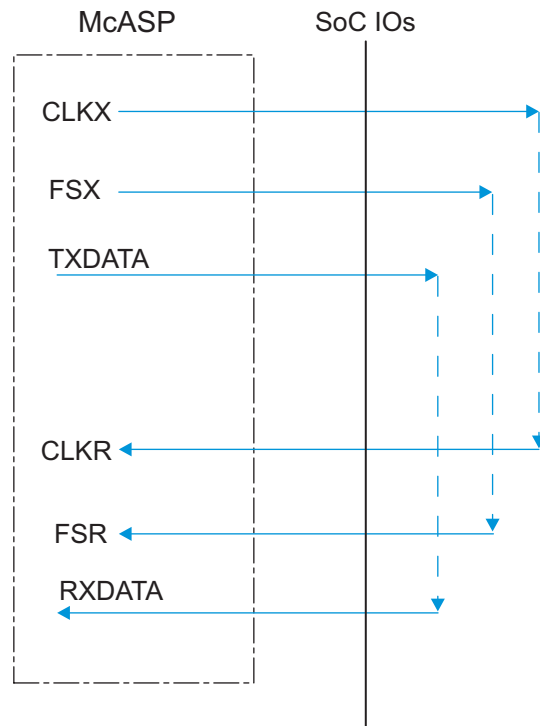 McASP
SoC IOs
CLKX
FSX
TXDATA
CLKR
FSR
RXDATA